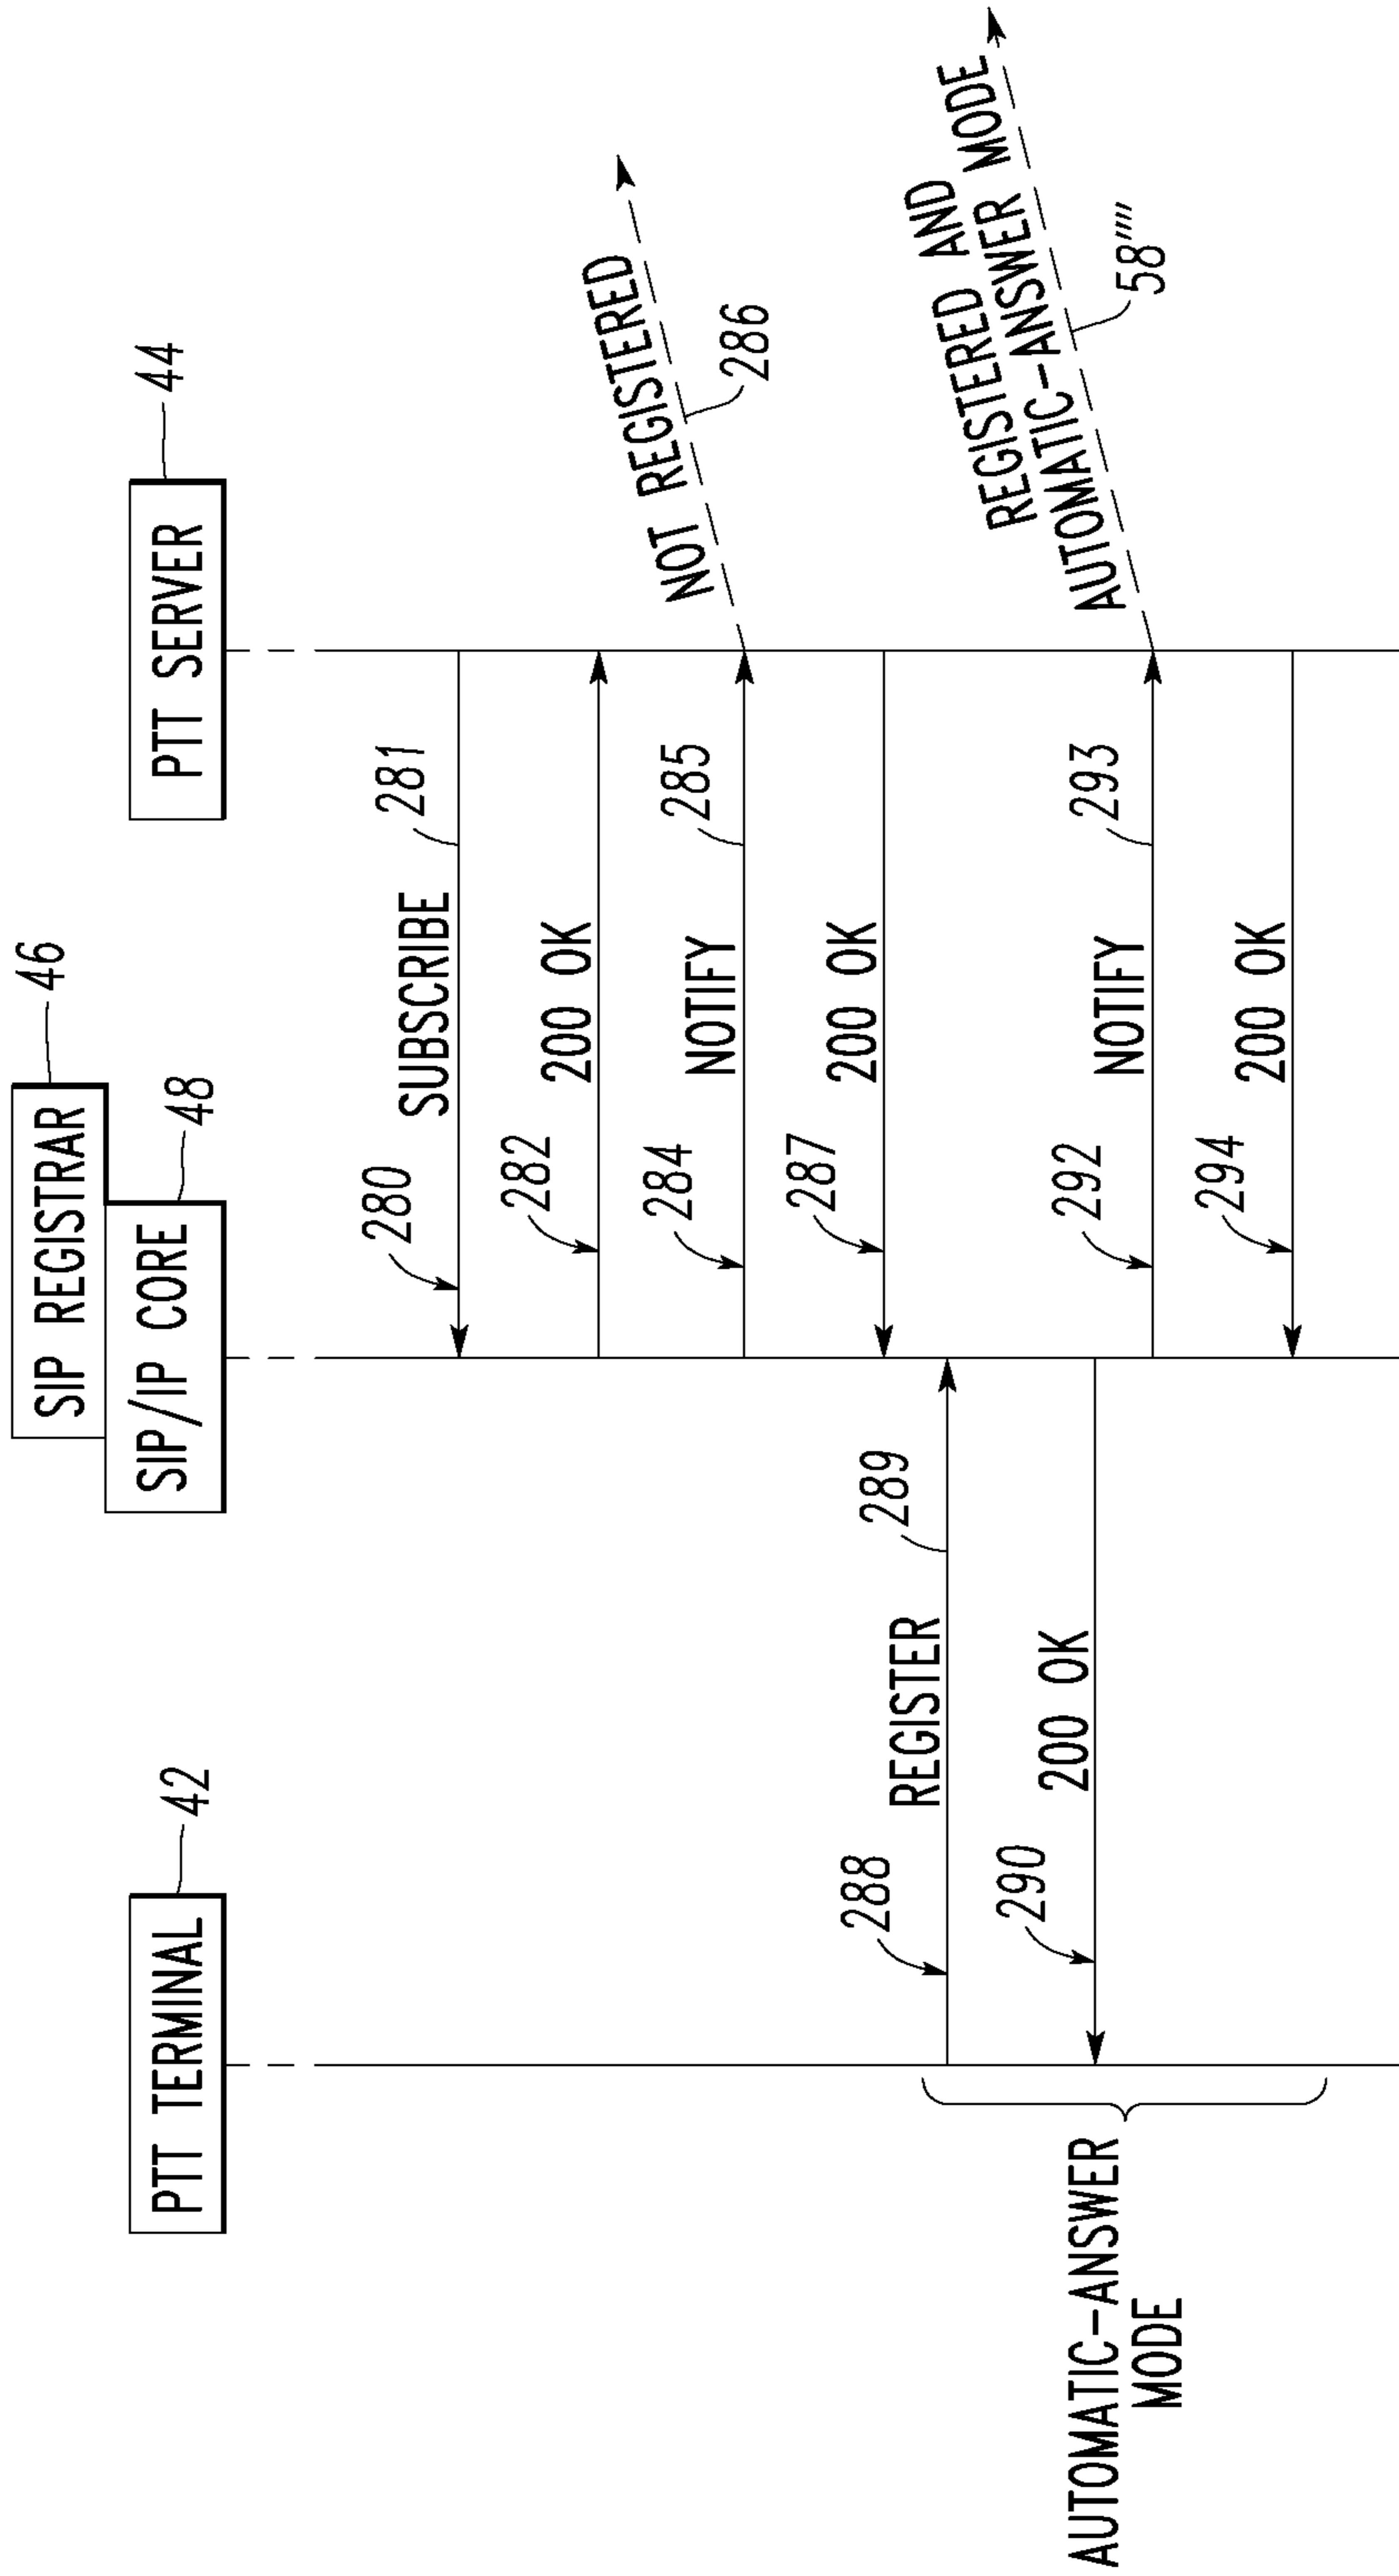 SIP REGISTRAR
46
SIP/IP CORE
48
PTT TERMINAL
42
PTT SERVER
44
280
SUBSCRIBE
281
282
200 OK
284
NOTIFY
285
NOT REGISTERED
286
287
200 OK
288
REGISTER
289
290
200 OK
292
NOTIFY
293
REGISTERED AND
AUTOMATIC-ANSWER MODE
58''''
294
200 OK
AUTOMATIC-ANSWER
MODE